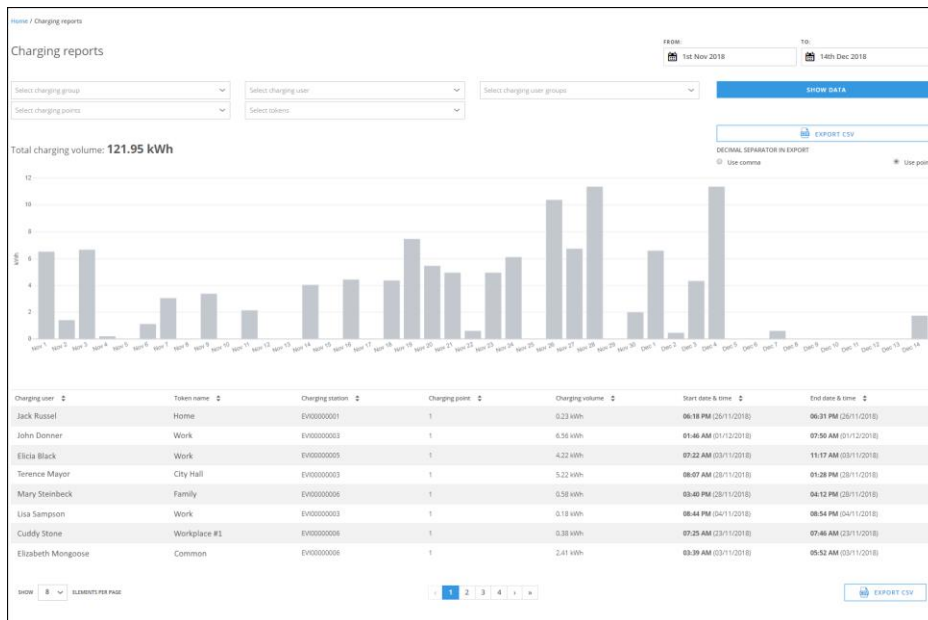 Home / Charging reports
Charging reports
FROM:
TO:
1st Nov 2018
14th Dec 2018
Select charging group
Select charging user
Select charging user groups
SHOW DATA
Select charging points
Select tokens
EXPORT CSV
Total charging volume: 121.95 kWh
DECIMAL SEPARATOR IN EXPORT
Use comma
Use poin
12
10
8
6
4
2
0
kWh
Nov 1 Nov 2 Nov 3 Nov 4 Nov 5 Nov 6 Nov 7 Nov 8 Nov 9 Nov 10 Nov 11 Nov 12 Nov 13 Nov 14 Nov 15 Nov 16 Nov 17 Nov 18 Nov 19 Nov 20 Nov 21 Nov 22 Nov 23 Nov 24 Nov 25 Nov 26 Nov 27 Nov 28 Nov 29 Nov 30 Dec 1 Dec 2 Dec 3 Dec 4 Dec 5 Dec 6 Dec 7 Dec 8 Dec 9 Dec 10 Dec 11 Dec 12 Dec 13 Dec 14
Charging user Token name Charging station Charging point Charging volume Start date & time End date & time
Jack Russel Home EVI00000001 1 0.23 kWh 06:18 PM (26/11/2018) 06:31 PM (26/11/2018)
John Donner Work EVI00000003 1 6.56 kWh 01:46 AM (01/12/2018) 07:50 AM (01/12/2018)
Elicia Black Work EVI00000005 1 4.22 kWh 07:22 AM (03/11/2018) 11:17 AM (03/11/2018)
Terence Mayor City Hall EVI00000003 1 5.22 kWh 08:07 AM (28/11/2018) 01:28 PM (28/11/2018)
Mary Steinbeck Family EVI00000006 1 0.58 kWh 03:40 PM (28/11/2018) 04:12 PM (28/11/2018)
Lisa Sampson Work EVI00000003 1 0.18 kWh 08:44 PM (04/11/2018) 08:54 PM (04/11/2018)
Cuddy Stone Workplace #1 EVI00000006 1 0.38 kWh 07:25 AM (23/11/2018) 07:46 AM (23/11/2018)
Elizabeth Mongoose Common EVI00000006 1 2.41 kWh 03:39 AM (03/11/2018) 05:52 AM (03/11/2018)
SHOW 8 ELEMENTS PER PAGE
‹ 1 2 3 4 › »
EXPORT CSV